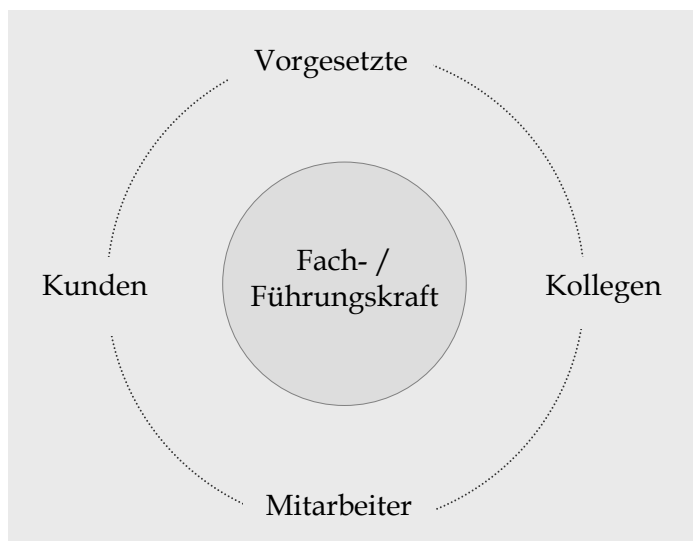 Vorgesetzte
Fach- /
Führungskraft
Kunden
Kollegen
Mitarbeiter